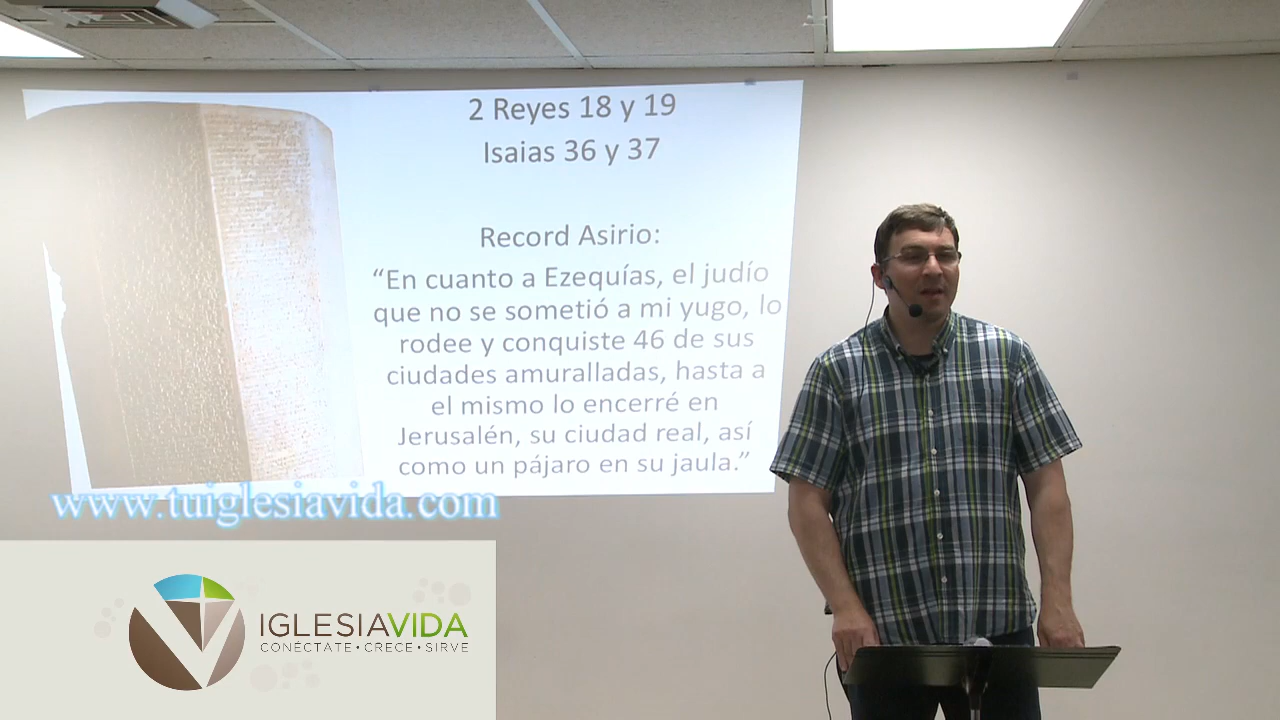 2 Reyes 18 y 19
Isaias 36 y 37
Record Asirio:
“En cuanto a Ezequías, el judío
que no se sometió a mi yugo, lo
rodee y conquiste 46 de sus
ciudades amuralladas, hasta a
el mismo lo encerré en
Jerusalén, su ciudad real, así
como un pájaro en su jaula.”
www.tuiglesiavida.com
IGLESIAVIDA
CONÉCTATE • CRECE • SIRVE